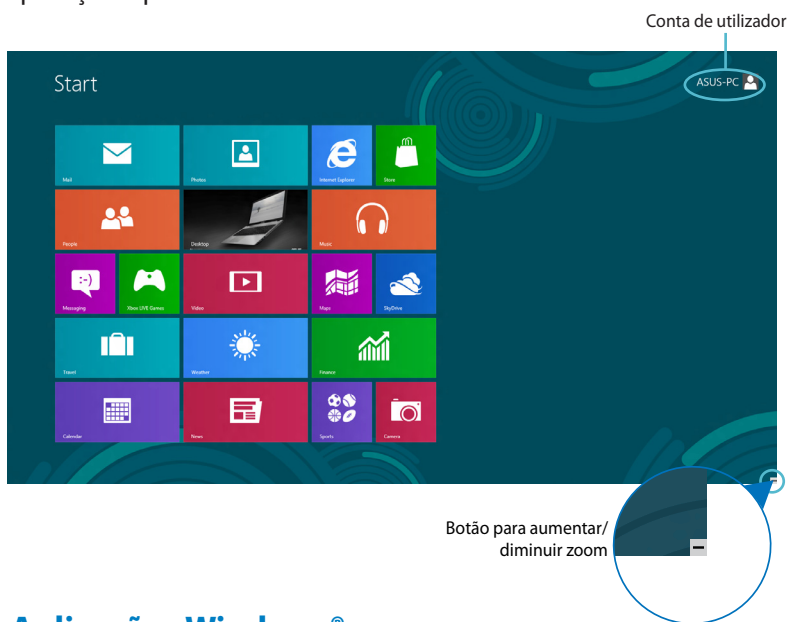 Conta de utilizador
Start
ASUS-PC
Mail
Photos
Internet Explorer
Store
People
Desktop
Music
Messaging
Xbox LIVE Games
Video
Maps
SkyDrive
Travel
Weather
Finance
Calendar
News
Sports
Camera
Botão para aumentar/
diminuir zoom